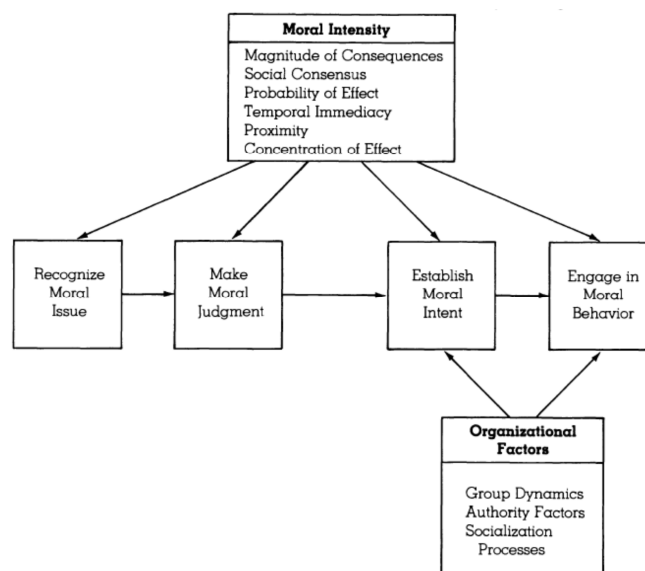 Moral Intensity
Magnitude of Consequences
Social Consensus
Probability of Effect
Temporal Immediacy
Proximity
Concentration of Effect
Recognize
Moral
Issue
Make
Moral
Judgment
Establish
Moral
Intent
Engage in
Moral
Behavior
Organizational
Factors
Group Dynamics
Authority Factors
Socialization
Processes